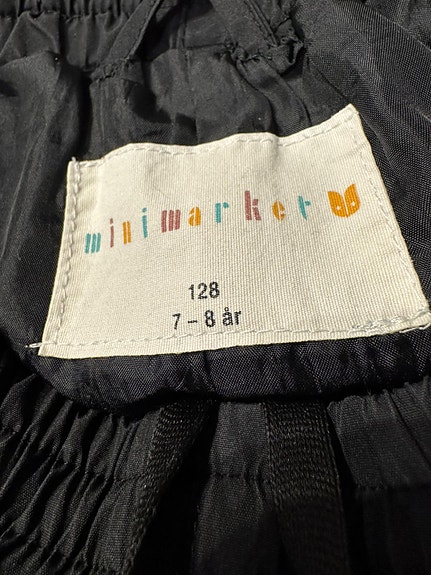 minimarket
128
7 – 8 år